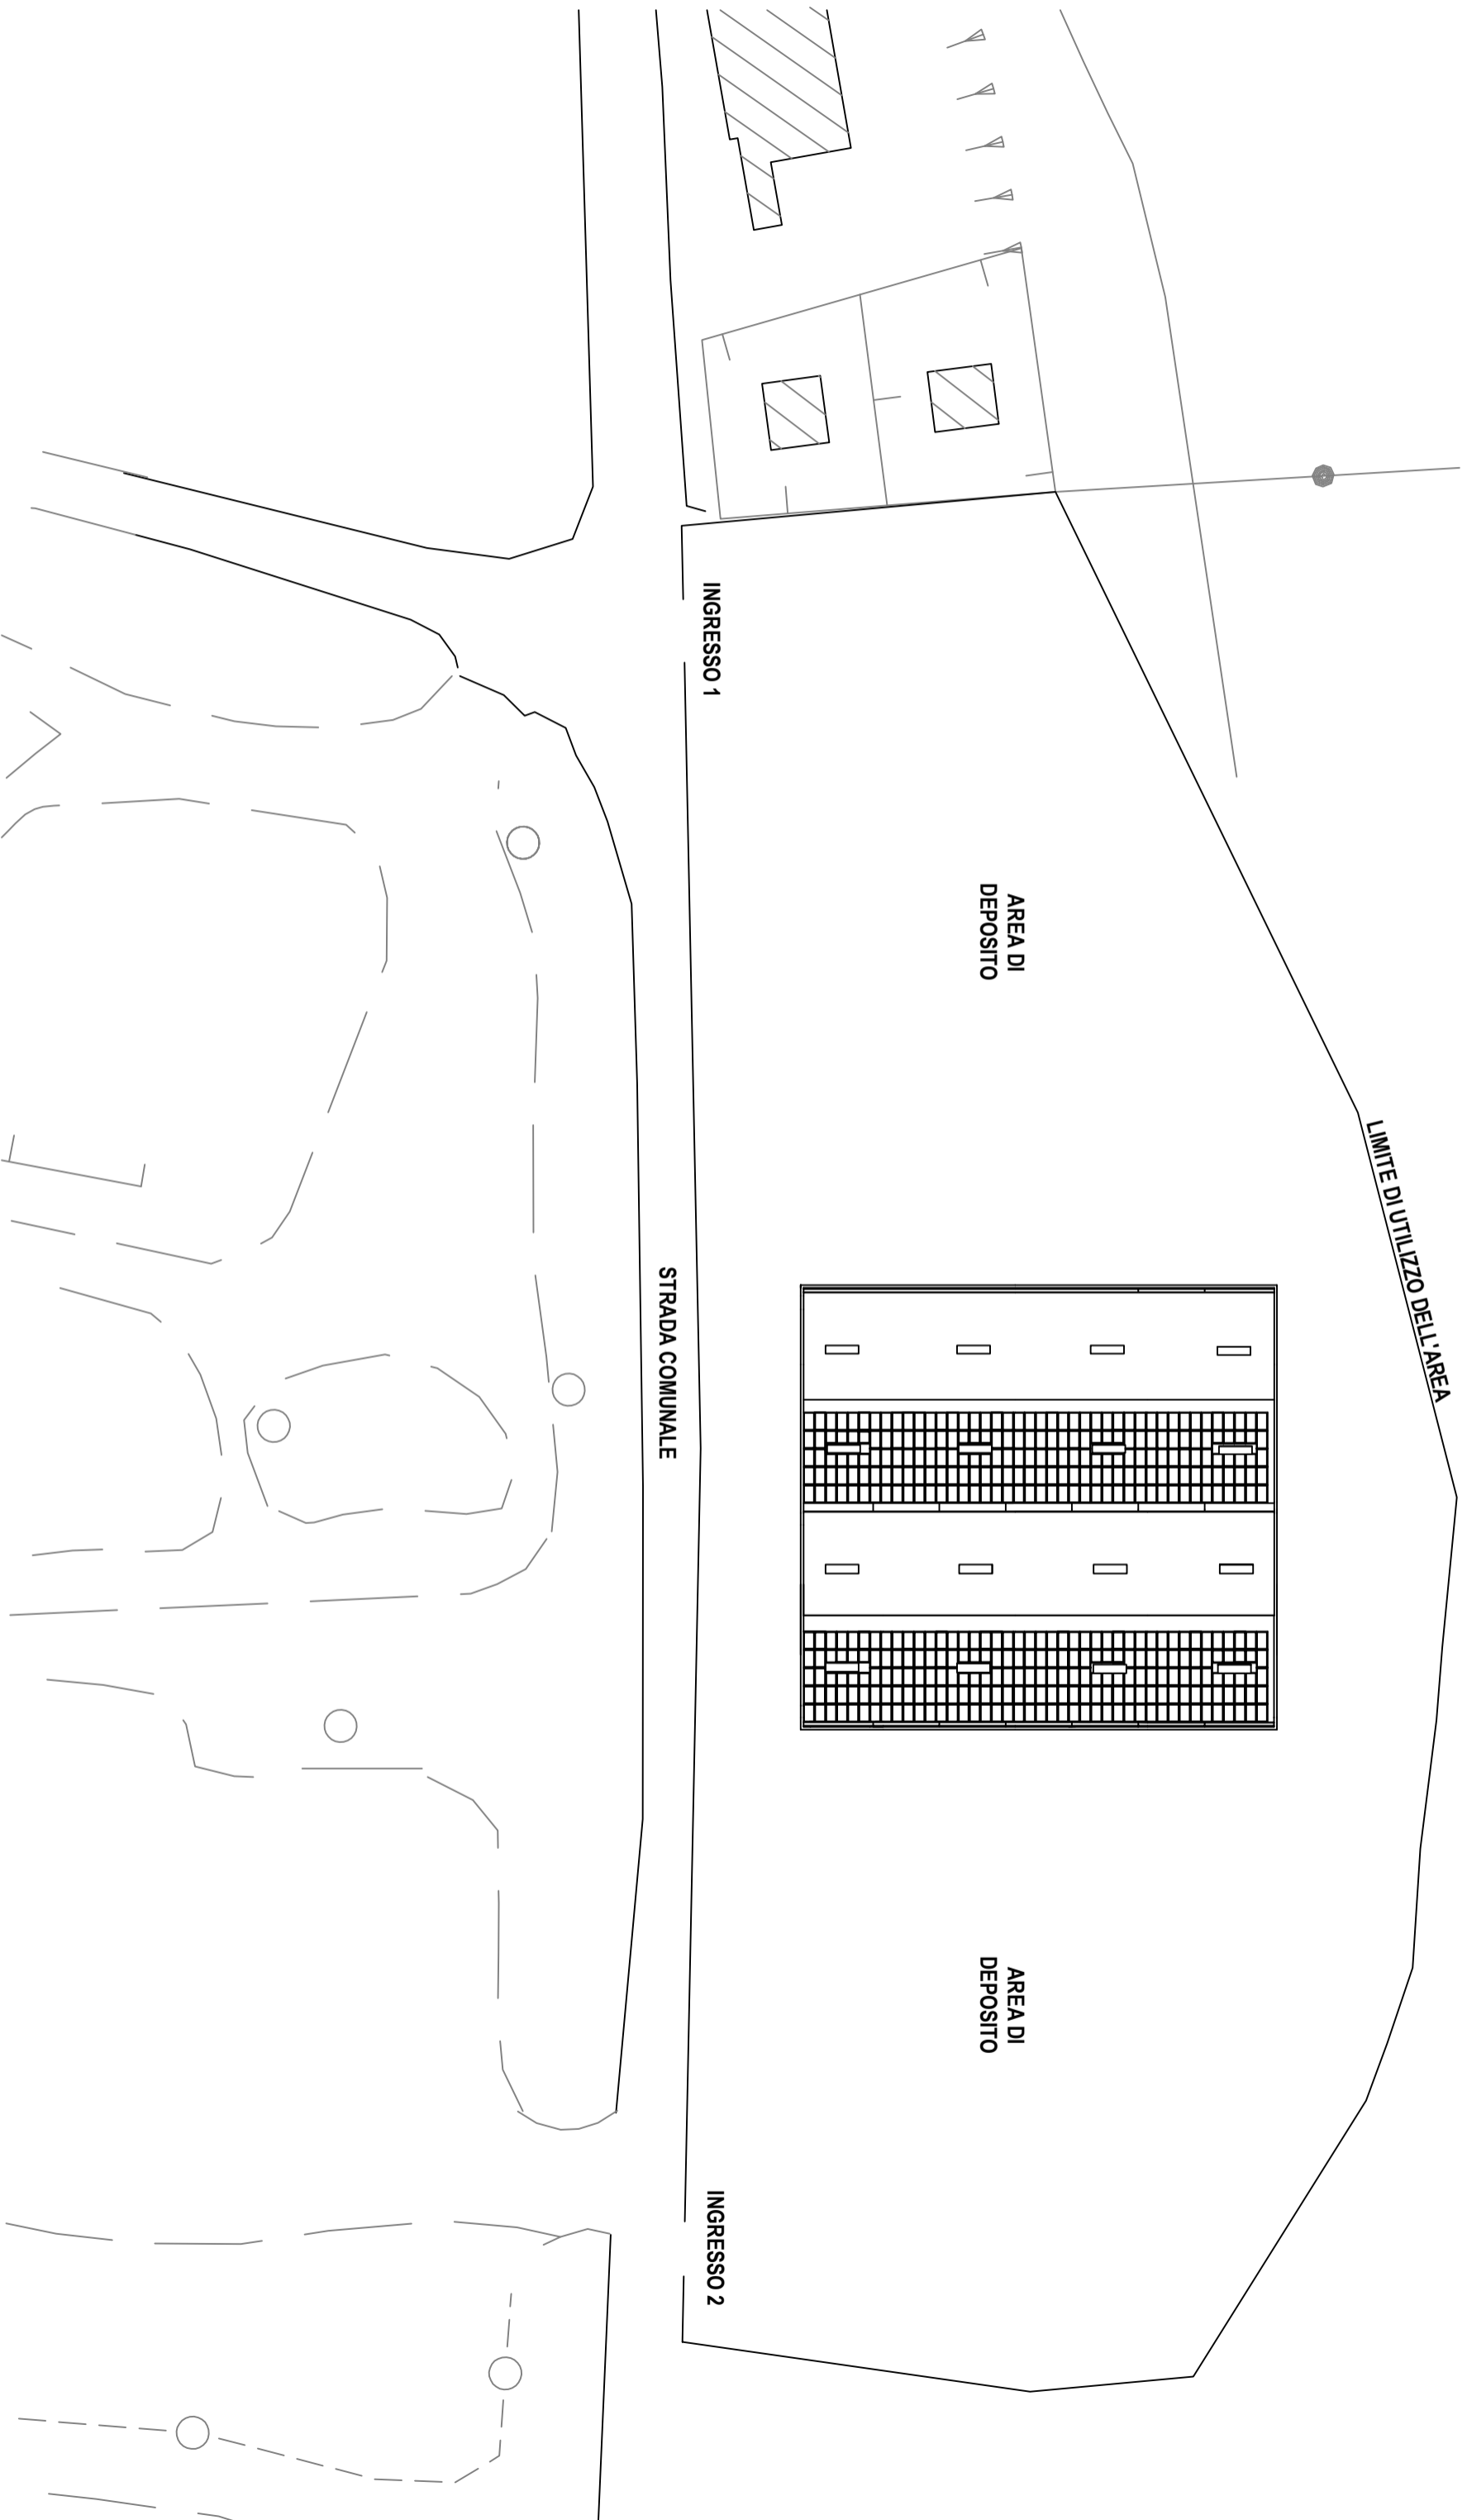 INGRESSO 1
AREA DI
DEPOSITO
LIMITE DI UTILIZZO DELL'AREA
STRADA COMUNALE
AREA DI
DEPOSITO
INGRESSO 2